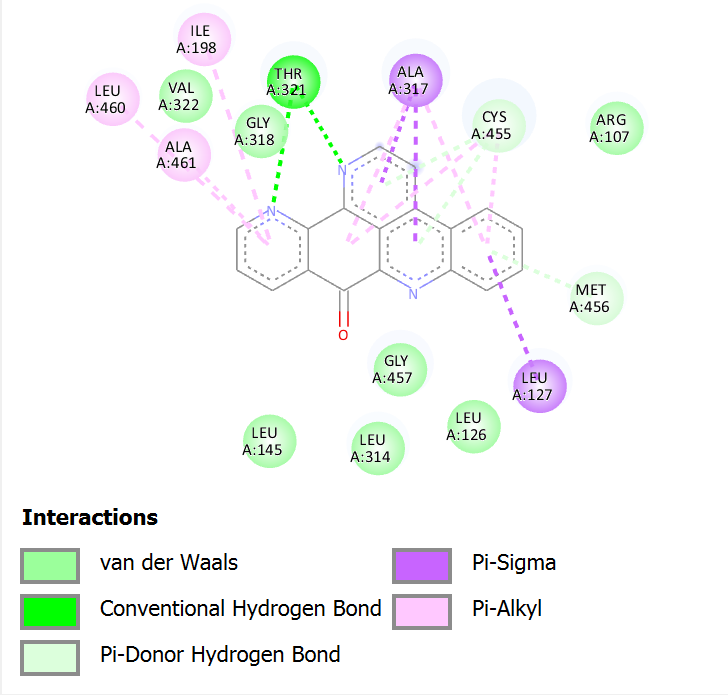 ILE
A:198
LEU
A:460
VAL
A:322
THR
A:321
ALA
A:317
GLY
A:318
CYS
A:455
ARG
A:107
ALA
A:461
N
N
N
O
MET
A:456
GLY
A:457
LEU
A:127
LEU
A:145
LEU
A:314
LEU
A:126
Interactions
van der Waals
Conventional Hydrogen Bond
Pi-Donor Hydrogen Bond
Pi-Sigma
Pi-Alkyl